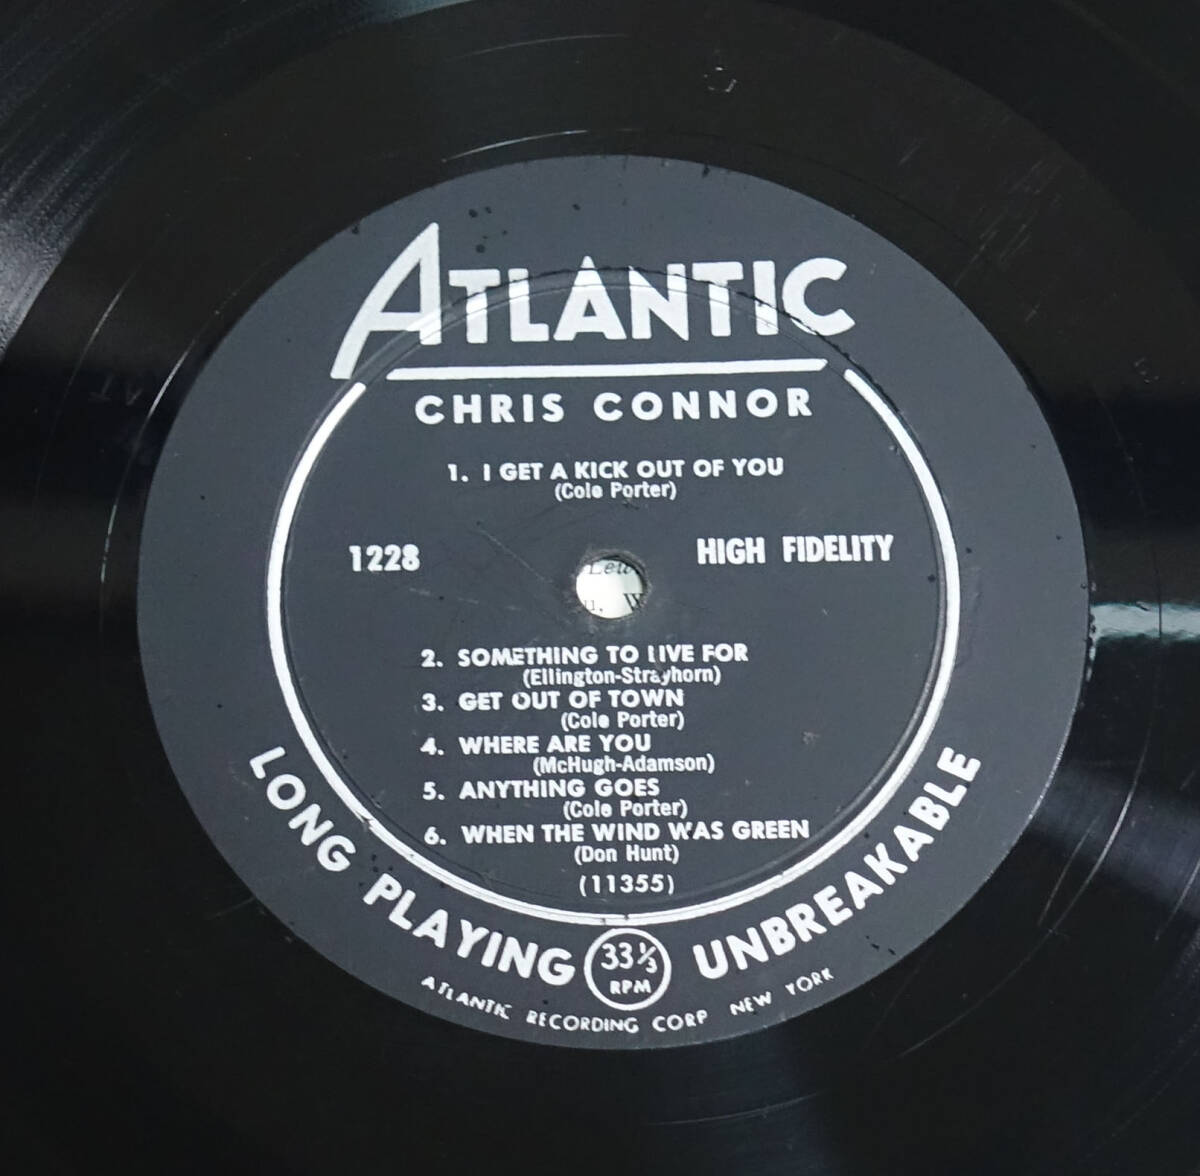 ATLANTIC
CHRIS CONNOR
1. I GET A KICK OUT OF YOU
(Cole Porter)
1228
HIGH FIDELITY
2. SOMETHING TO LIVE FOR
(Ellington-Strayhorn)
3. GET OUT OF TOWN
(Cole Porter)
4. WHERE ARE YOU
(McHugh-Adamson)
5. ANYTHING GOES
(Cole Porter)
6. WHEN THE WIND WAS GREEN
(Don Hunt)
(11355)
LONG PLAYING 33 1/3 RPM UNBREAKABLE
ATLANTIC RECORDING CORP NEW YORK